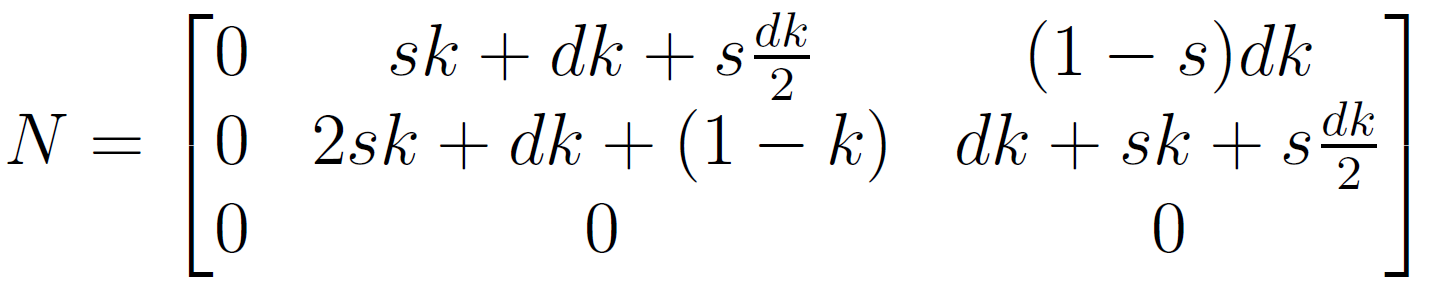 0 sk + dk + s dk/2 (1 − s)dk
N = 0 2sk + dk + (1 − k) dk + sk + s dk/2
0 0 0